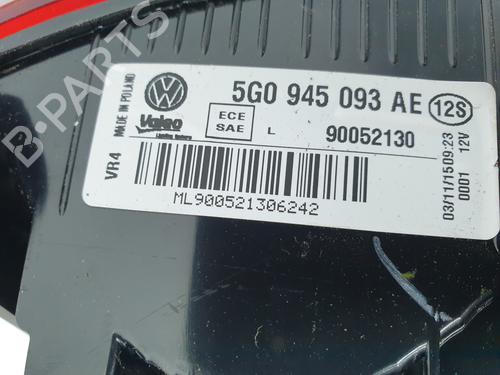 MADE IN POLAND
VR4
5G0 945 093 AE
12S
Valeo
ECE
SAE
L
90052130
ML900521306242
03/11/15 09:23
0001 12V